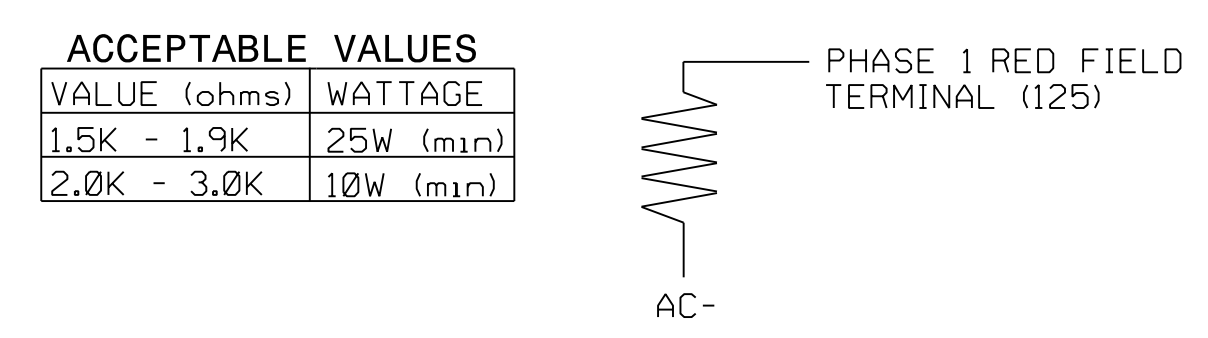 ACCEPTABLE VALUES
VALUE (ohms) WATTAGE
1.5K - 1.9K 25W (min)
2.0K - 3.0K 10W (min)
PHASE 1 RED FIELD
TERMINAL (125)
AC-